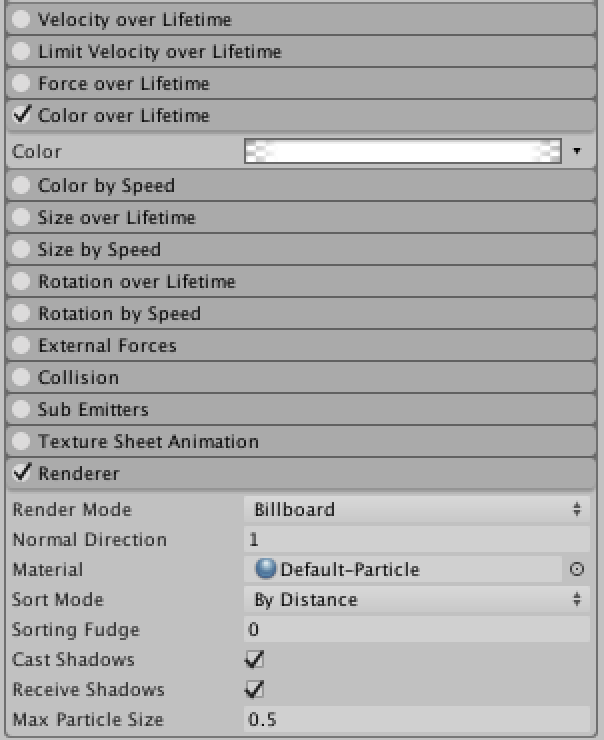 Velocity over Lifetime
Limit Velocity over Lifetime
Force over Lifetime
Color over Lifetime
Color
Color by Speed
Size over Lifetime
Size by Speed
Rotation over Lifetime
Rotation by Speed
External Forces
Collision
Sub Emitters
Texture Sheet Animation
Renderer
Render Mode Billboard
Normal Direction 1
Material Default-Particle
Sort Mode By Distance
Sorting Fudge 0
Cast Shadows
Receive Shadows
Max Particle Size 0.5